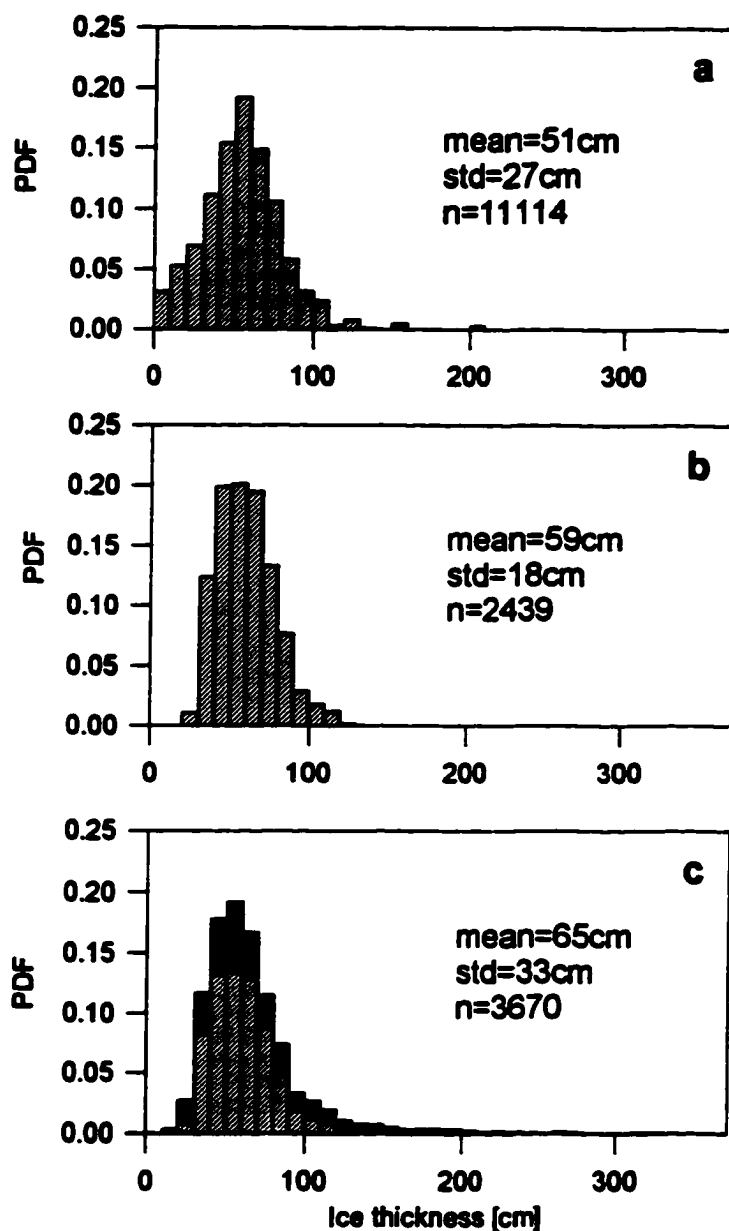 a
0.25
0.20
0.15
0.10
0.05
0.00
PDF
mean=51cm
std=27cm
n=11114
0 100 200 300
b
0.25
0.20
0.15
0.10
0.05
0.00
PDF
mean=59cm
std=18cm
n=2439
0 100 200 300
c
0.25
0.20
0.15
0.10
0.05
0.00
PDF
mean=65cm
std=33cm
n=3670
0 100 200 300
Ice thickness [cm]